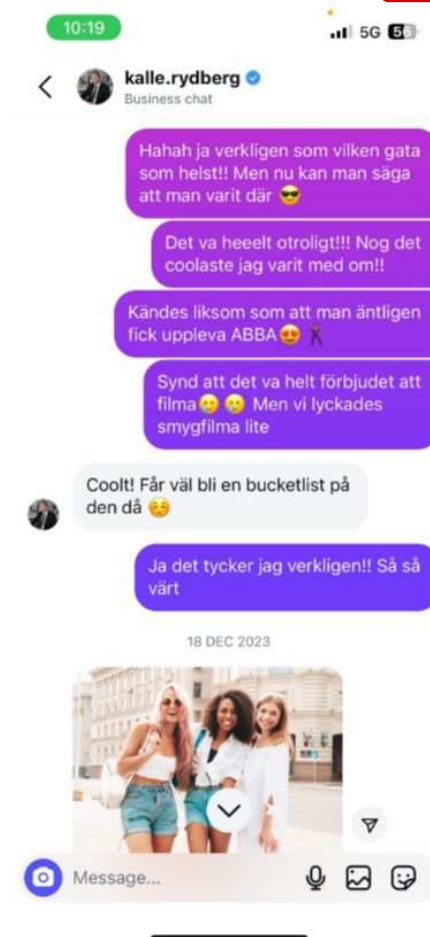 10:19
5G 56
kalle.rydberg
Business chat
Hahah ja verkligen som vilken gata
som helst!! Men nu kan man säga
att man varit där 😎
Det va heeelt otroligt!!! Nog det
coolaste jag varit med om!!
Kändes liksom som att man äntligen
fick uppleva ABBA😍🕺
Synd att det va helt förbjudet att
filma🥲🥲 Men vi lyckades
smygfilma lite
Coolt! Får väl bli en bucketlist på
den då ☺️
Ja det tycker jag verkligen!! Så så
värt
18 DEC 2023
Message...